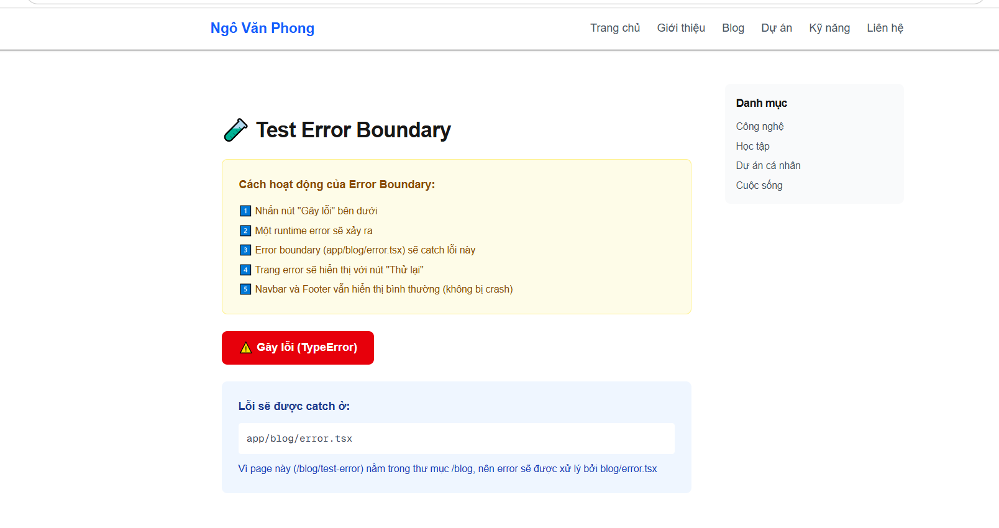 Ngô Văn Phong
Trang chủ Giới thiệu Blog Dự án Kỹ năng Liên hệ
🧪 Test Error Boundary
Cách hoạt động của Error Boundary:
1️⃣ Nhấn nút "Gây lỗi" bên dưới
2️⃣ Một runtime error sẽ xảy ra
3️⃣ Error boundary (app/blog/error.tsx) sẽ catch lỗi này
4️⃣ Trang error sẽ hiển thị với nút "Thử lại"
5️⃣ Navbar và Footer vẫn hiển thị bình thường (không bị crash)
⚠️ Gây lỗi (TypeError)
Lỗi sẽ được catch ở:
app/blog/error.tsx
Vì page này (/blog/test-error) nằm trong thư mục /blog, nên error sẽ được xử lý bởi blog/error.tsx
Danh mục
Công nghệ
Học tập
Dự án cá nhân
Cuộc sống